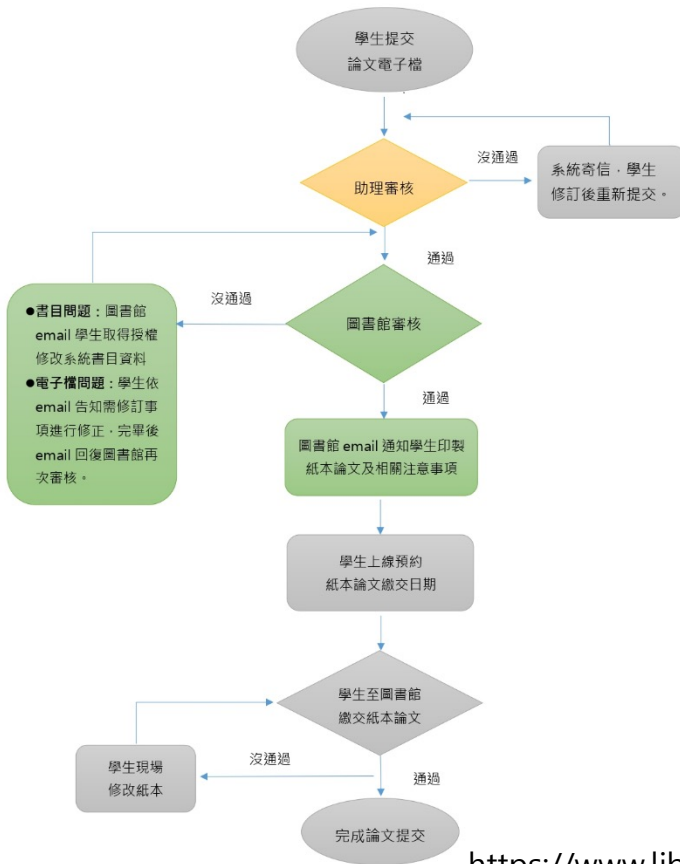 學生提交
論文電子檔
沒通過
系統寄信，學生
修訂後重新提交。
助理審核
通過
沒通過
●書目問題：圖書館
email 學生取得授權
修改系統書目資料
●電子檔問題：學生依
email 告知需修訂事
項進行修正，完畢後
email 回復圖書館再
次審核。
圖書館審核
通過
圖書館 email 通知學生印製
紙本論文及相關注意事項
學生上線預約
紙本論文繳交日期
學生至圖書館
繳交紙本論文
沒通過
學生現場
修改紙本
通過
完成論文提交